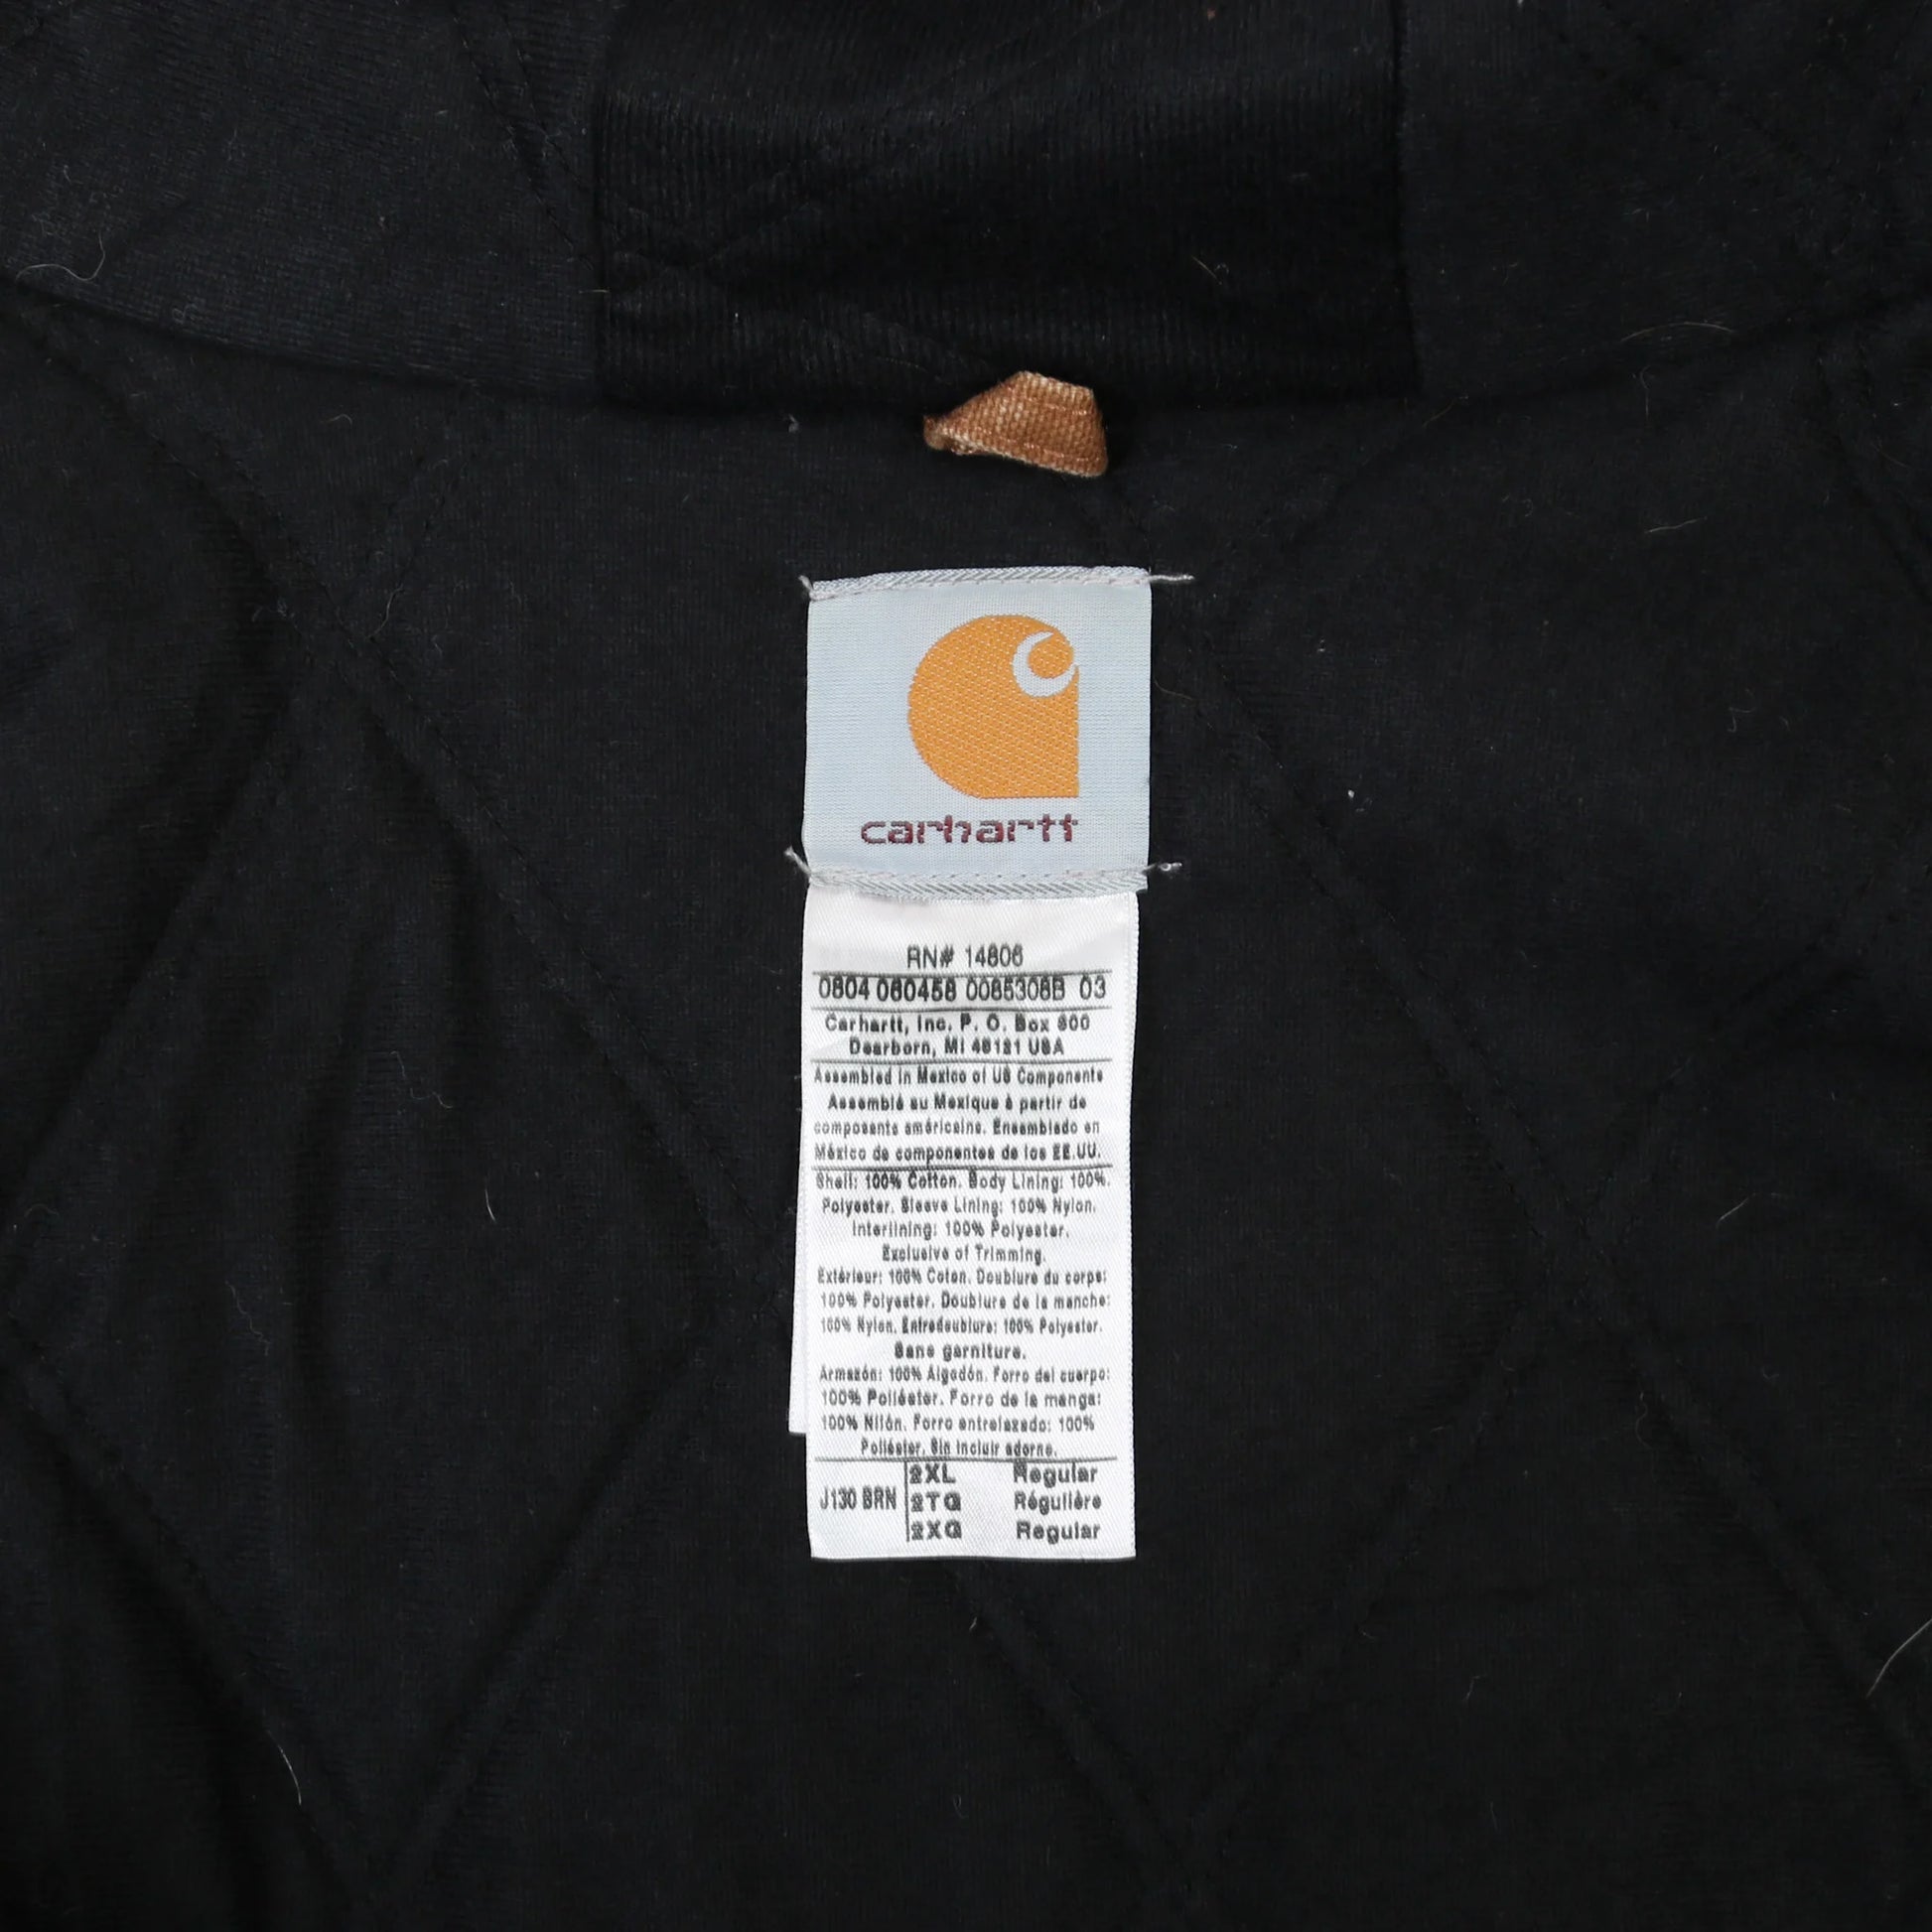 carhartt
RN# 14806
0804 060458 0065308B 03
Carhartt, Inc. P. O. Box 600
Dearborn, MI 48121 USA
Assembled in Mexico of US Components
Assemblé au Mexique à partir de
composants américains. Ensamblado en
México de componentes de los EE.UU.
Shell: 100% Cotton. Body Lining: 100%.
Polyester. Sleeve Lining: 100% Nylon.
Interlining: 100% Polyester.
Exclusive of Trimming.
Extérieur: 100% Coton. Doublure du corps:
100% Polyester. Doublure de la manche:
100% Nylon. Entredoublure: 100% Polyester.
Sans garniture.
Armazón: 100% Algodón. Forro del cuerpo:
100% Poliéster. Forro de la manga:
100% Nilón. Forro entrelazado: 100%
Poliéster. Sin incluir adorno.
J130 BRN
2XL Regular
2TG Régulière
2XG Regular